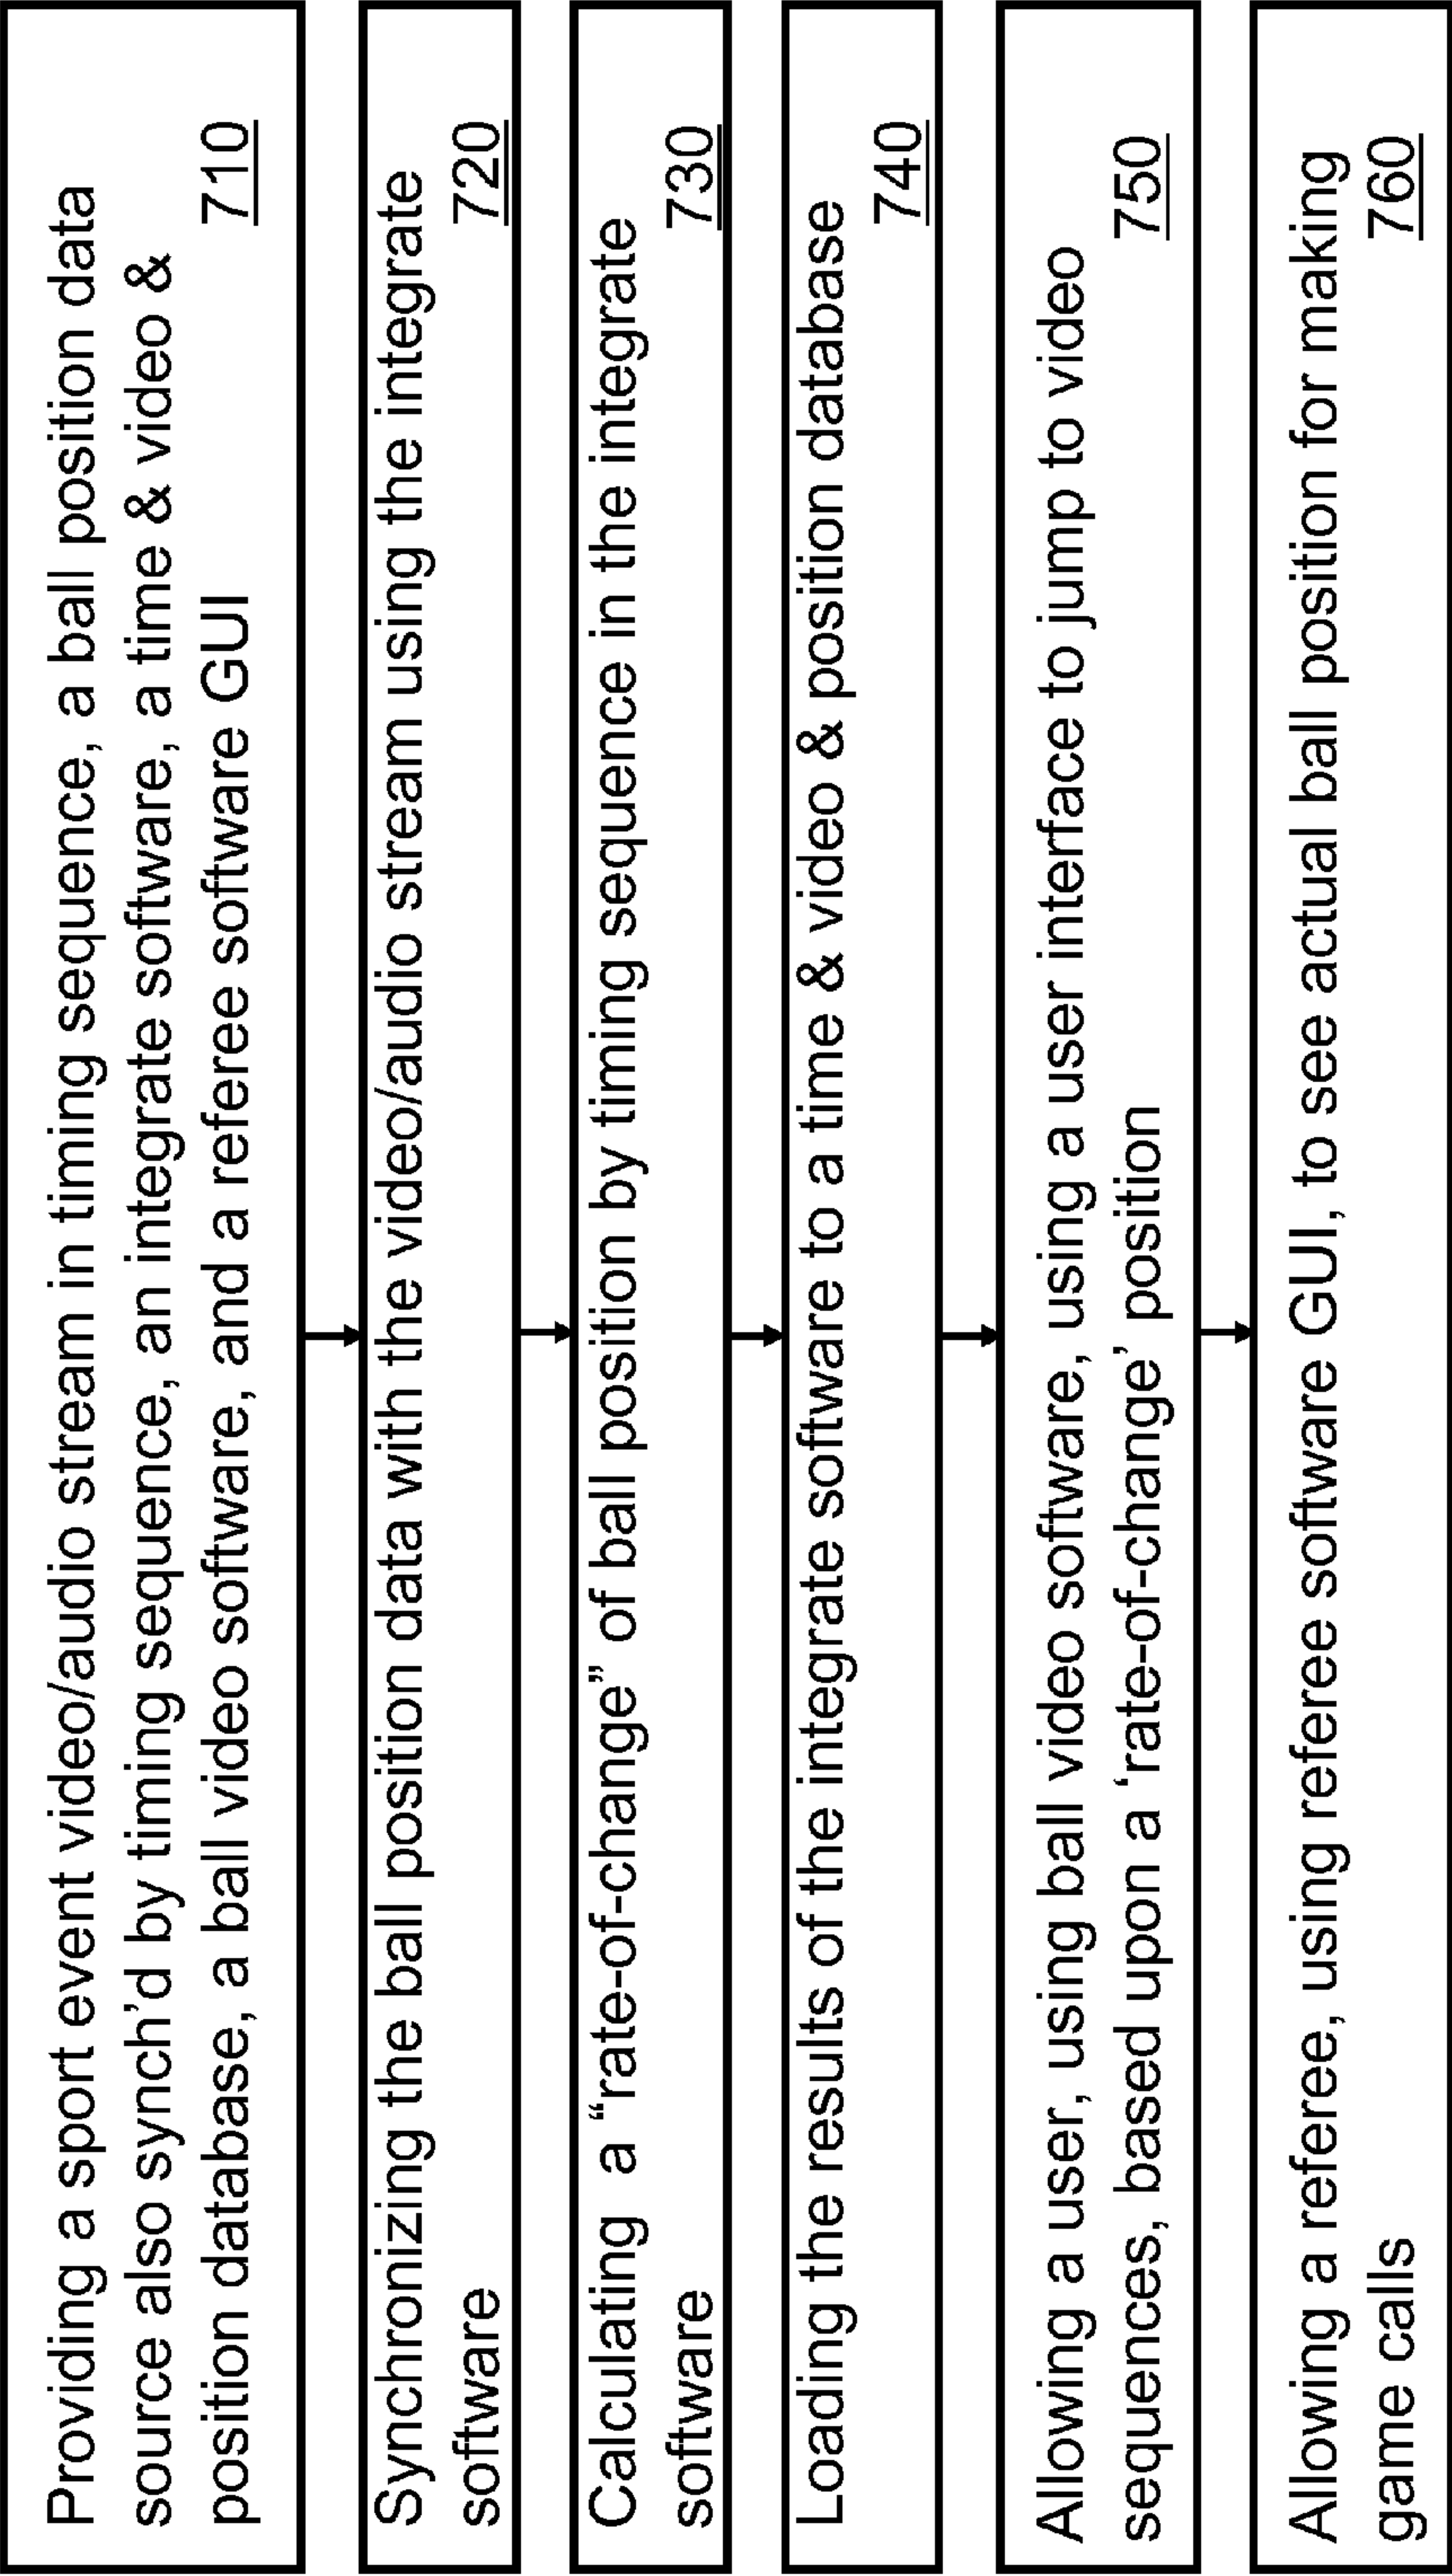 Providing a sport event video/audio stream in timing sequence, a ball position data
source also synch’d by timing sequence, an integrate software, a time & video &
position database, a ball video software, and a referee software GUI 710
Synchronizing the ball position data with the video/audio stream using the integrate
software 720
Calculating a “rate-of-change” of ball position by timing sequence in the integrate
software 730
Loading the results of the integrate software to a time & video & position database
740
Allowing a user, using ball video software, using a user interface to jump to video
sequences, based upon a ‘rate-of-change’ position 750
Allowing a referee, using referee software GUI, to see actual ball position for making
game calls 760